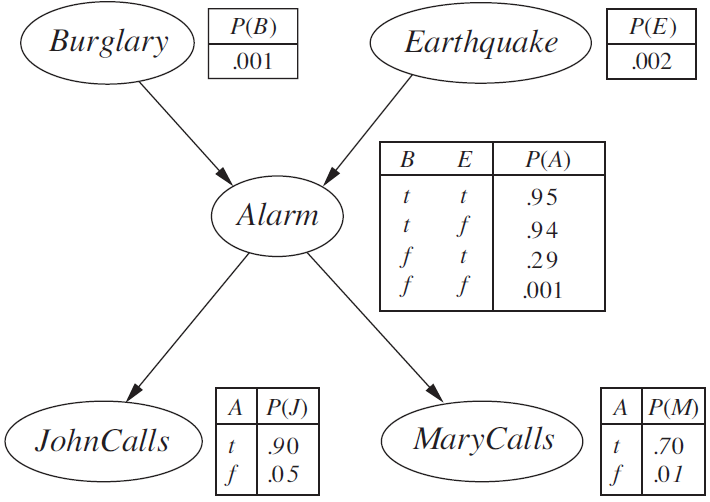 Burglary
P(B)
.001
Earthquake
P(E)
.002
Alarm
B E P(A)
t t .95
t f .94
f t .29
f f .001
JohnCalls
A P(J)
t .90
f .05
MaryCalls
A P(M)
t .70
f .01